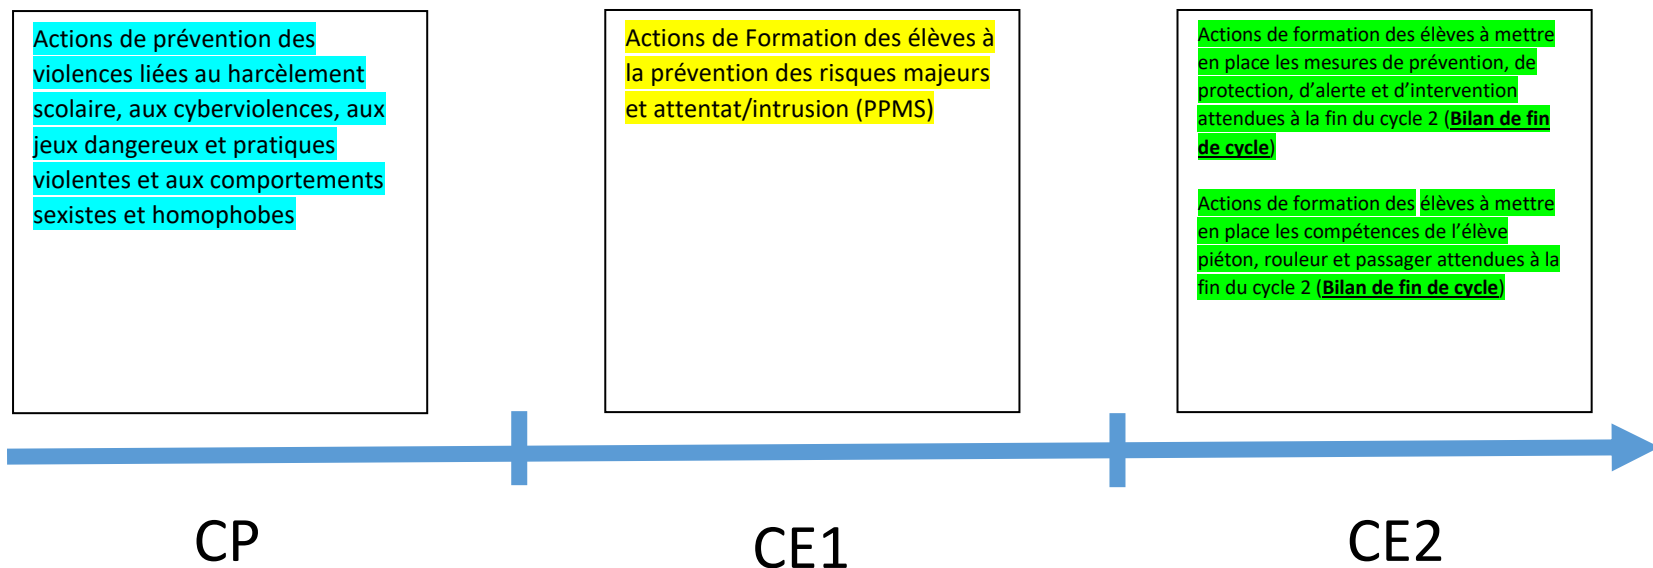 Actions de prévention des
violences liées au harcèlement
scolaire, aux cyberviolences, aux
jeux dangereux et pratiques
violentes et aux comportements
sexistes et homophobes
Actions de Formation des élèves à
la prévention des risques majeurs
et attentat/intrusion (PPMS)
Actions de formation des élèves à mettre
en place les mesures de prévention, de
protection, d’alerte et d’intervention
attendues à la fin du cycle 2 (Bilan de fin
de cycle)
Actions de formation des élèves à mettre
en place les compétences de l’élève
piéton, rouleur et passager attendues à la
fin du cycle 2 (Bilan de fin de cycle)
CP
CE1
CE2